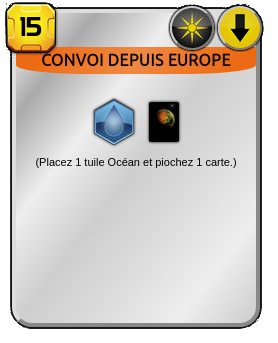 15
CONVOI DEPUIS EUROPE
(Placez 1 tuile Océan et piochez 1 carte.)